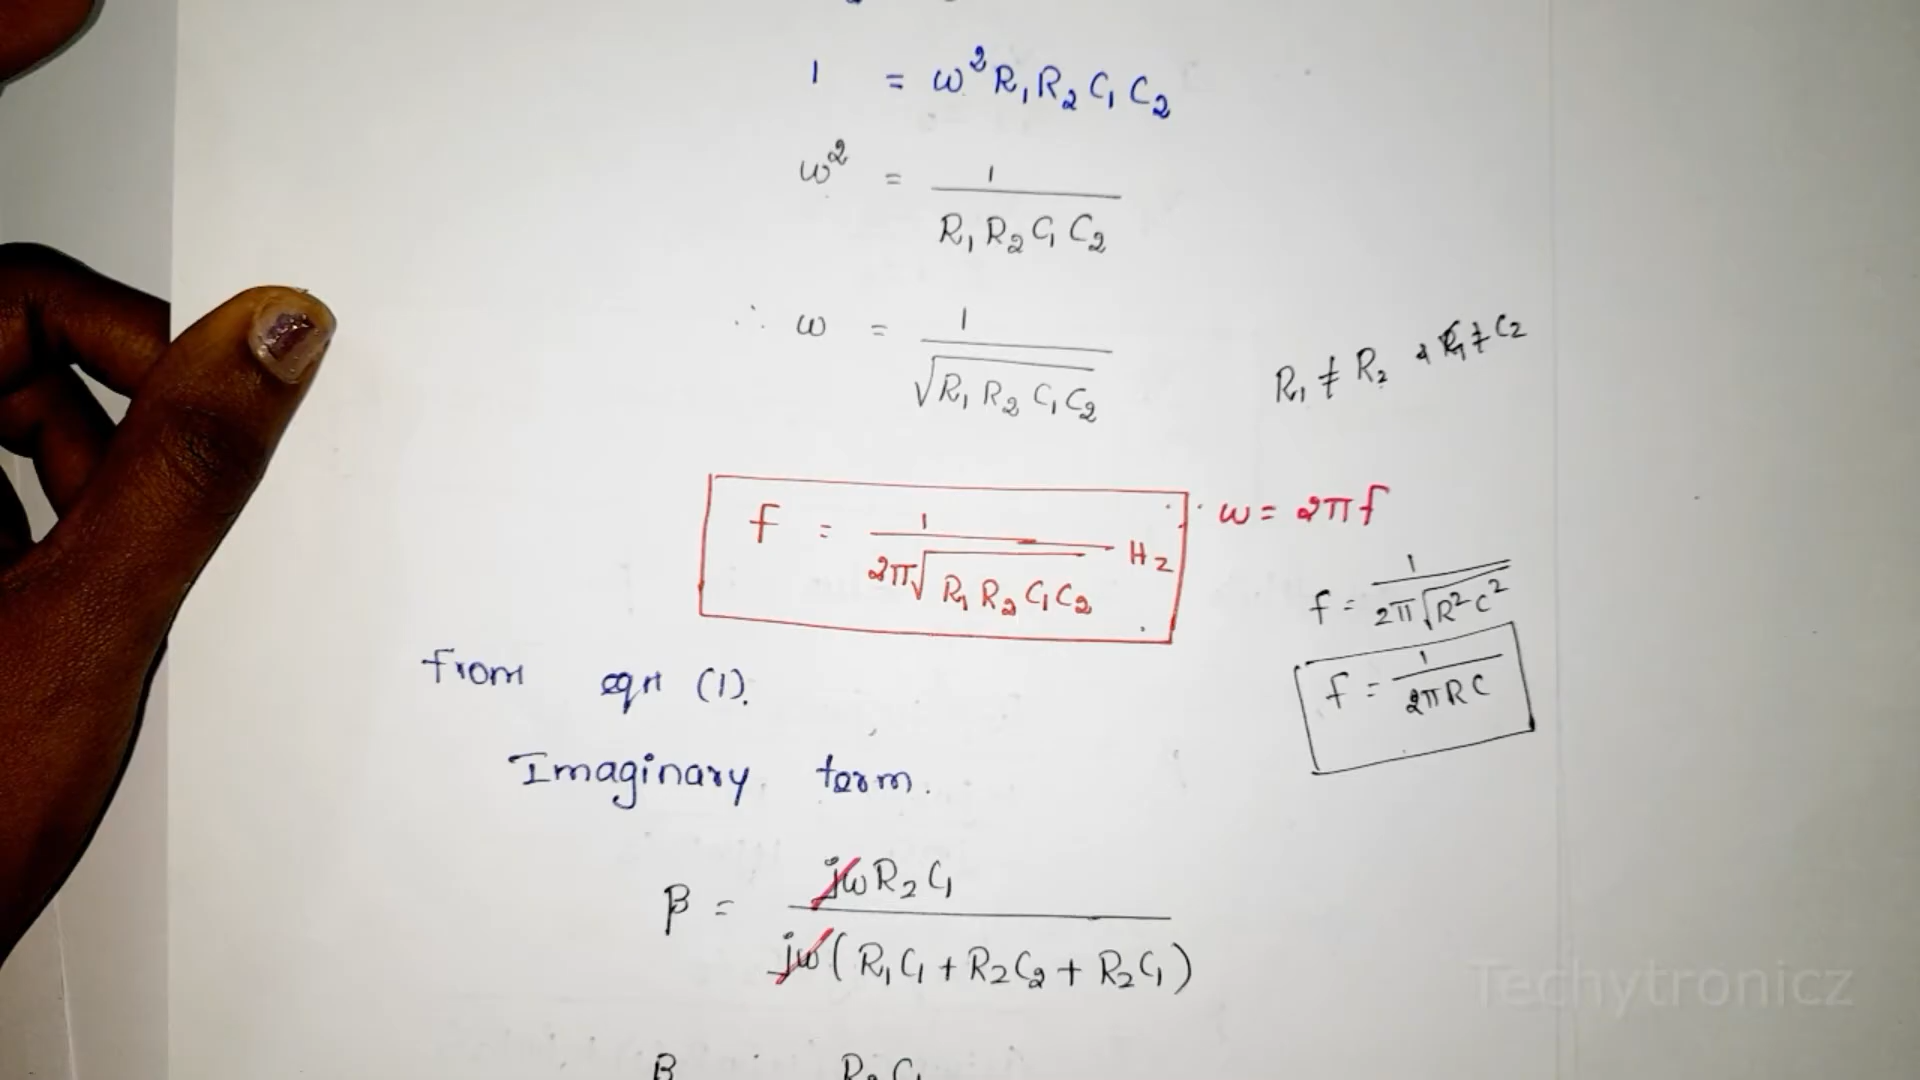 1 = ω²R₁R₂C₁C₂
ω² = 1 / R₁R₂C₁C₂
∴ ω = 1 / √R₁R₂C₁C₂
R₁ ≠ R₂ & C₁ ≠ C₂
f = 1 / 2π√R₁R₂C₁C₂ Hz
∵ ω = 2πf
f = 1 / 2π√R²C²
f = 1 / 2πRC
from eqn (1).
Imaginary term.
β = jωR₂C₁ / jω(R₁C₁ + R₂C₂ + R₂C₁)
Techytronicz
β R₂C₁